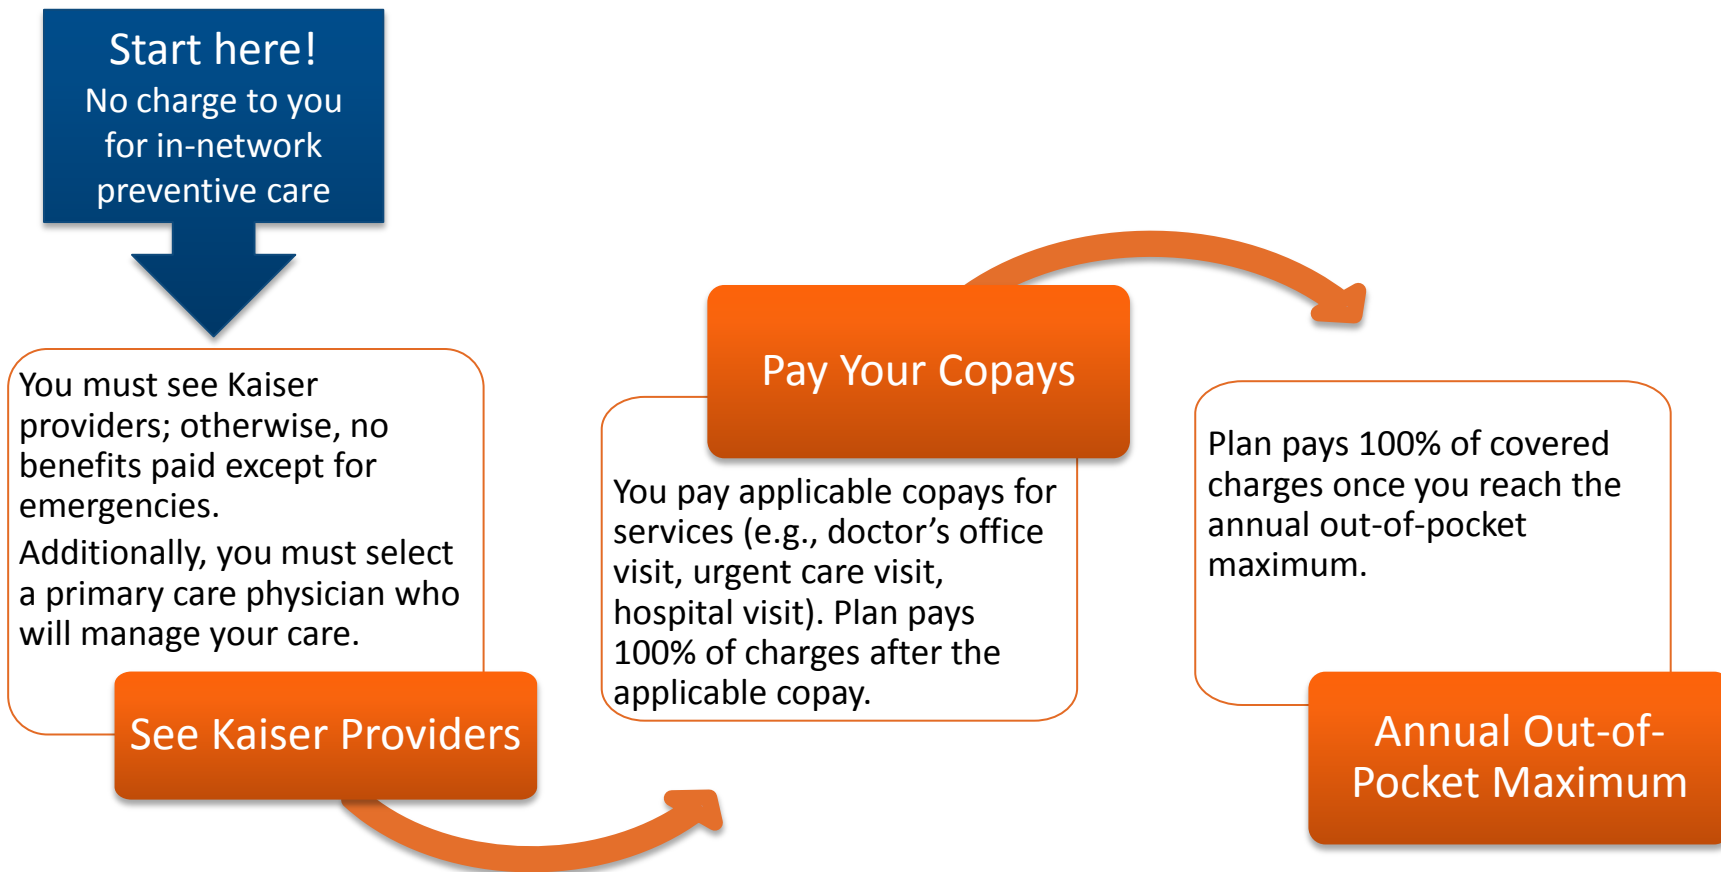 Start here!
No charge to you
for in-network
preventive care
You must see Kaiser
providers; otherwise, no
benefits paid except for
emergencies.
Additionally, you must select
a primary care physician who
will manage your care.
See Kaiser Providers
Pay Your Copays
You pay applicable copays for
services (e.g., doctor’s office
visit, urgent care visit,
hospital visit). Plan pays
100% of charges after the
applicable copay.
Plan pays 100% of covered
charges once you reach the
annual out-of-pocket
maximum.
Annual Out-of-
Pocket Maximum